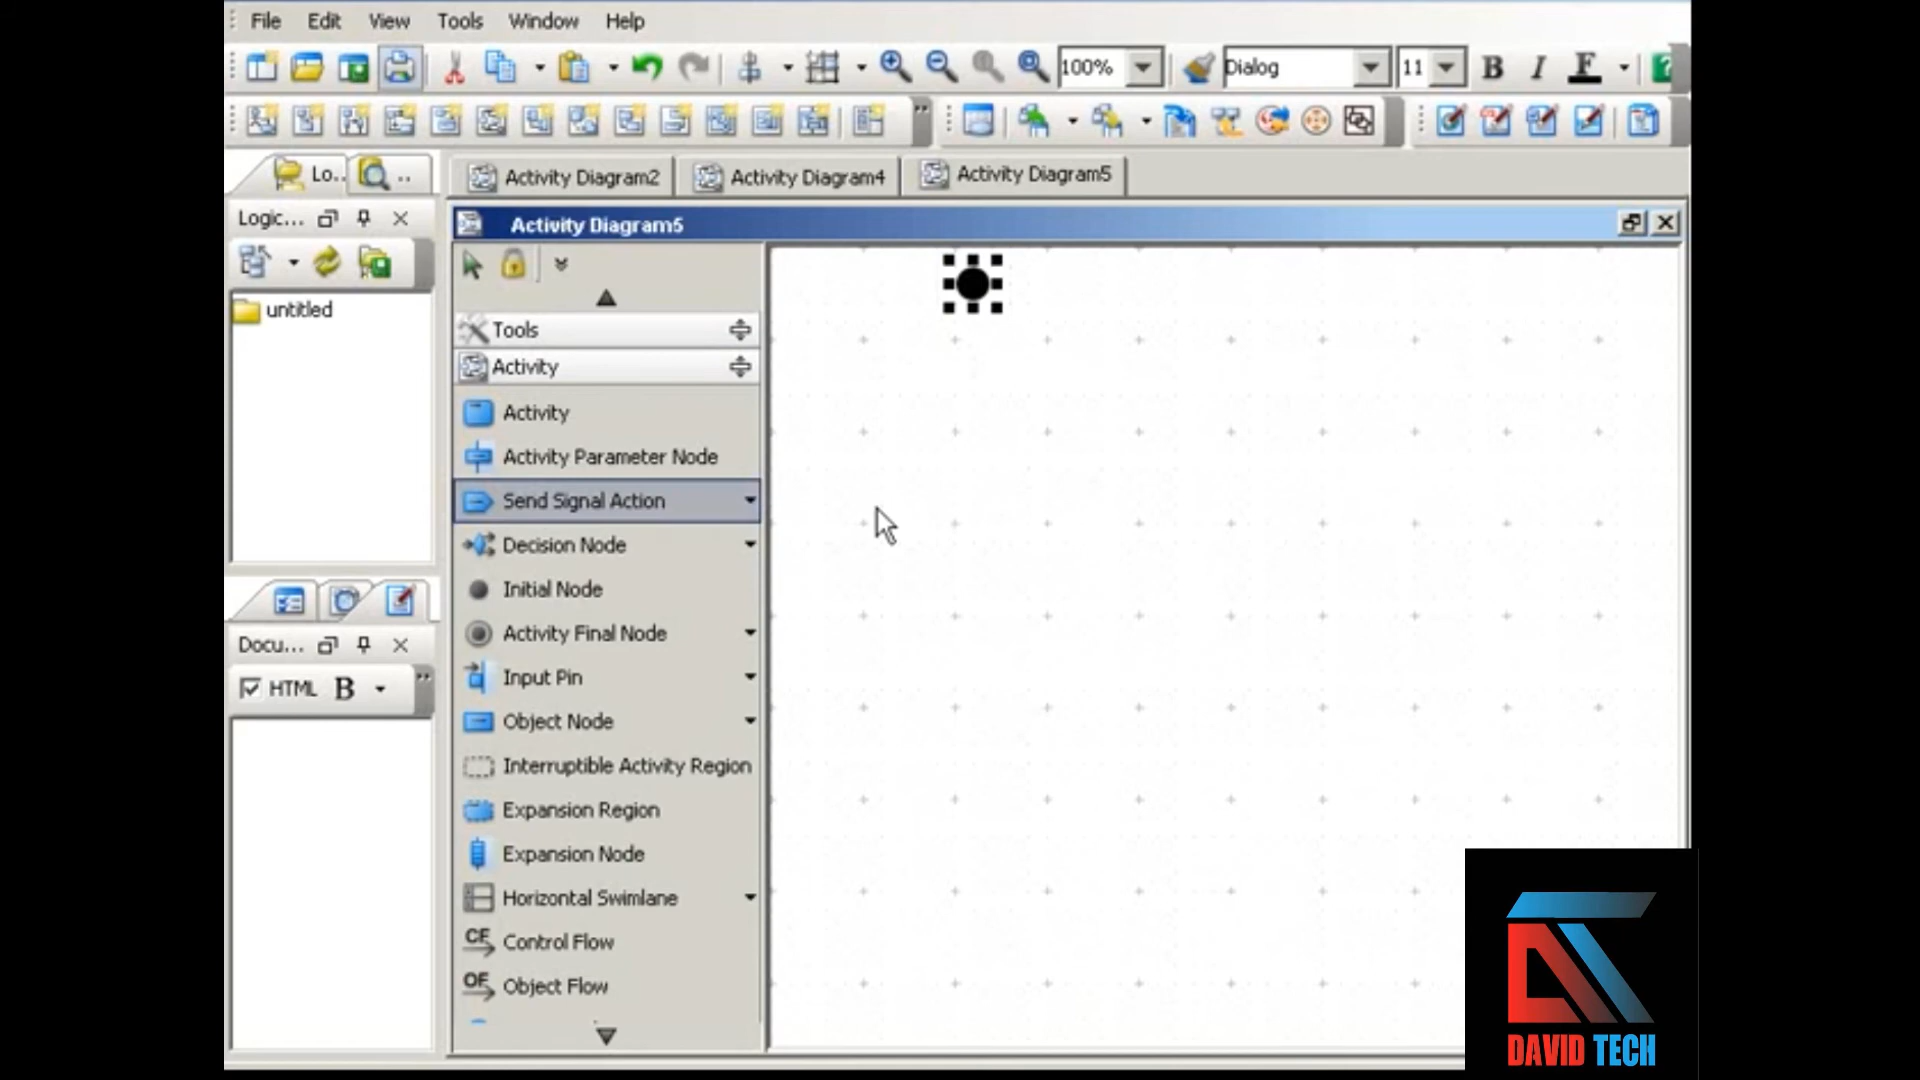 File Edit View Tools Window Help
100% Dialog 11 B I F
Lo.. ..
Activity Diagram2 Activity Diagram4 Activity Diagram5
Logic...
Activity Diagram5
untitled
Tools
Activity
Activity
Activity Parameter Node
Send Signal Action
Decision Node
Initial Node
Activity Final Node
Input Pin
Object Node
Interruptible Activity Region
Expansion Region
Expansion Node
Horizontal Swimlane
CF Control Flow
OF Object Flow
Docu...
HTML B
DAVID TECH